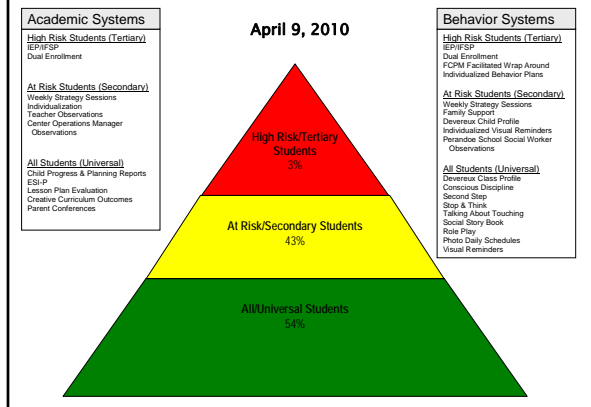 Academic Systems
High Risk Students (Tertiary)
IEP/IFSP
Dual Enrollment
At Risk Students (Secondary)
Weekly Strategy Sessions
Individualization
Teacher Observations
Center Operations Manager
Observations
All Students (Universal)
Child Progress & Planning Reports
ESI-P
Lesson Plan Evaluation
Creative Curriculum Outcomes
Parent Conferences
April 9, 2010
High Risk/Tertiary
Students
3%
At Risk/Secondary Students
43%
All/Universal Students
54%
Behavior Systems
High Risk Students (Tertiary)
IEP/IFSP
Dual Enrollment
FCPM Facilitated Wrap Around
Individualized Behavior Plans
At Risk Students (Secondary)
Weekly Strategy Sessions
Family Support
Devereux Child Profile
Individualized Visual Reminders
Perandoe School Social Worker
Observations
All Students (Universal)
Devereux Class Profile
Conscious Discipline
Second Step
Stop & Think
Talking About Touching
Social Story Book
Role Play
Photo Daily Schedules
Visual Reminders